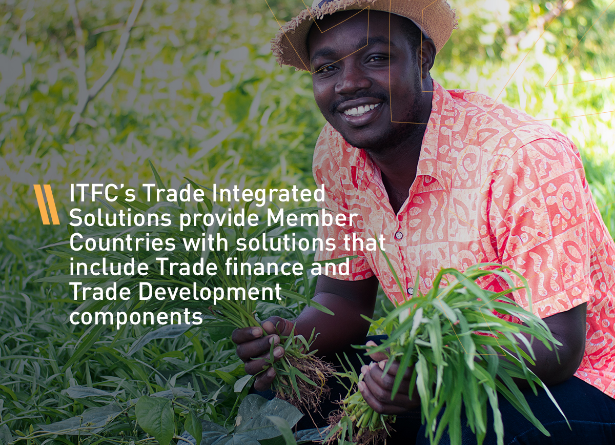 ITFC's Trade Integrated
Solutions provide Member
Countries with solutions that
include Trade finance and
Trade Development
components